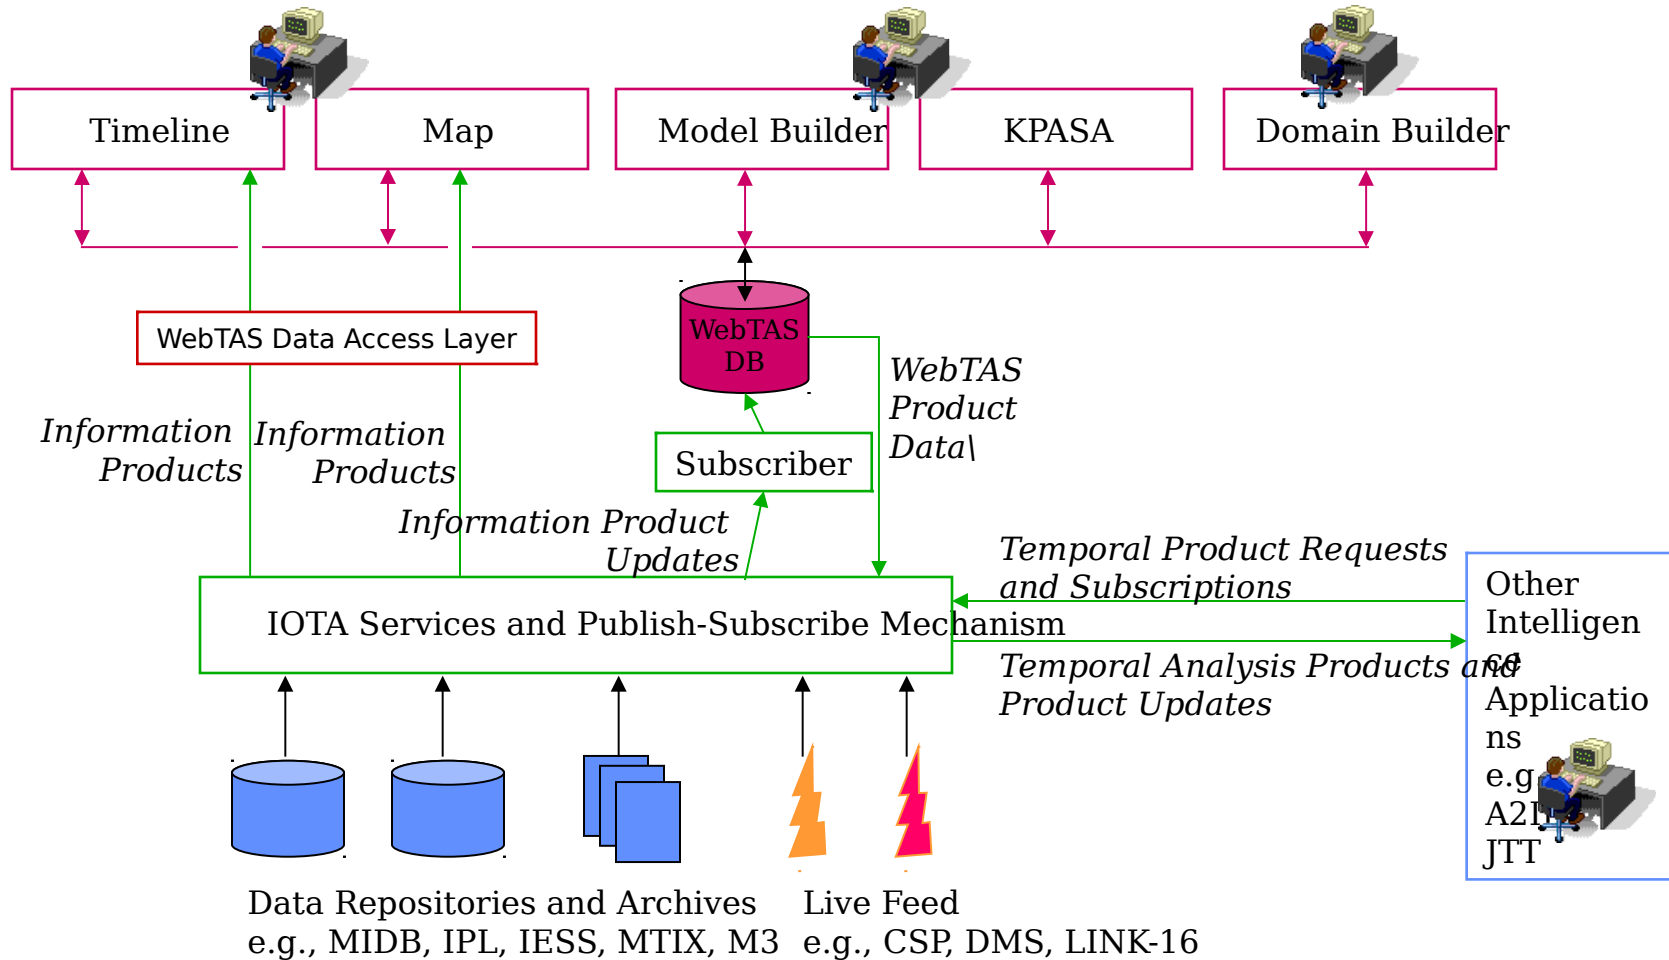 Timeline
Map
Model Builder
KPASA
Domain Builder
WebTAS Data Access Layer
WebTAS
DB
WebTAS
Product
Data\
Information
Products
Information
Products
Subscriber
Information Product
Updates
Temporal Product Requests
and Subscriptions
IOTA Services and Publish-Subscribe Mechanism
Temporal Analysis Products and
Product Updates
Other
Intelligen
ce
Applicatio
ns
e.g
JTT
Data Repositories and Archives
e.g., MIDB, IPL, IESS, MTIX, M3
Live Feed
e.g., CSP, DMS, LINK-16